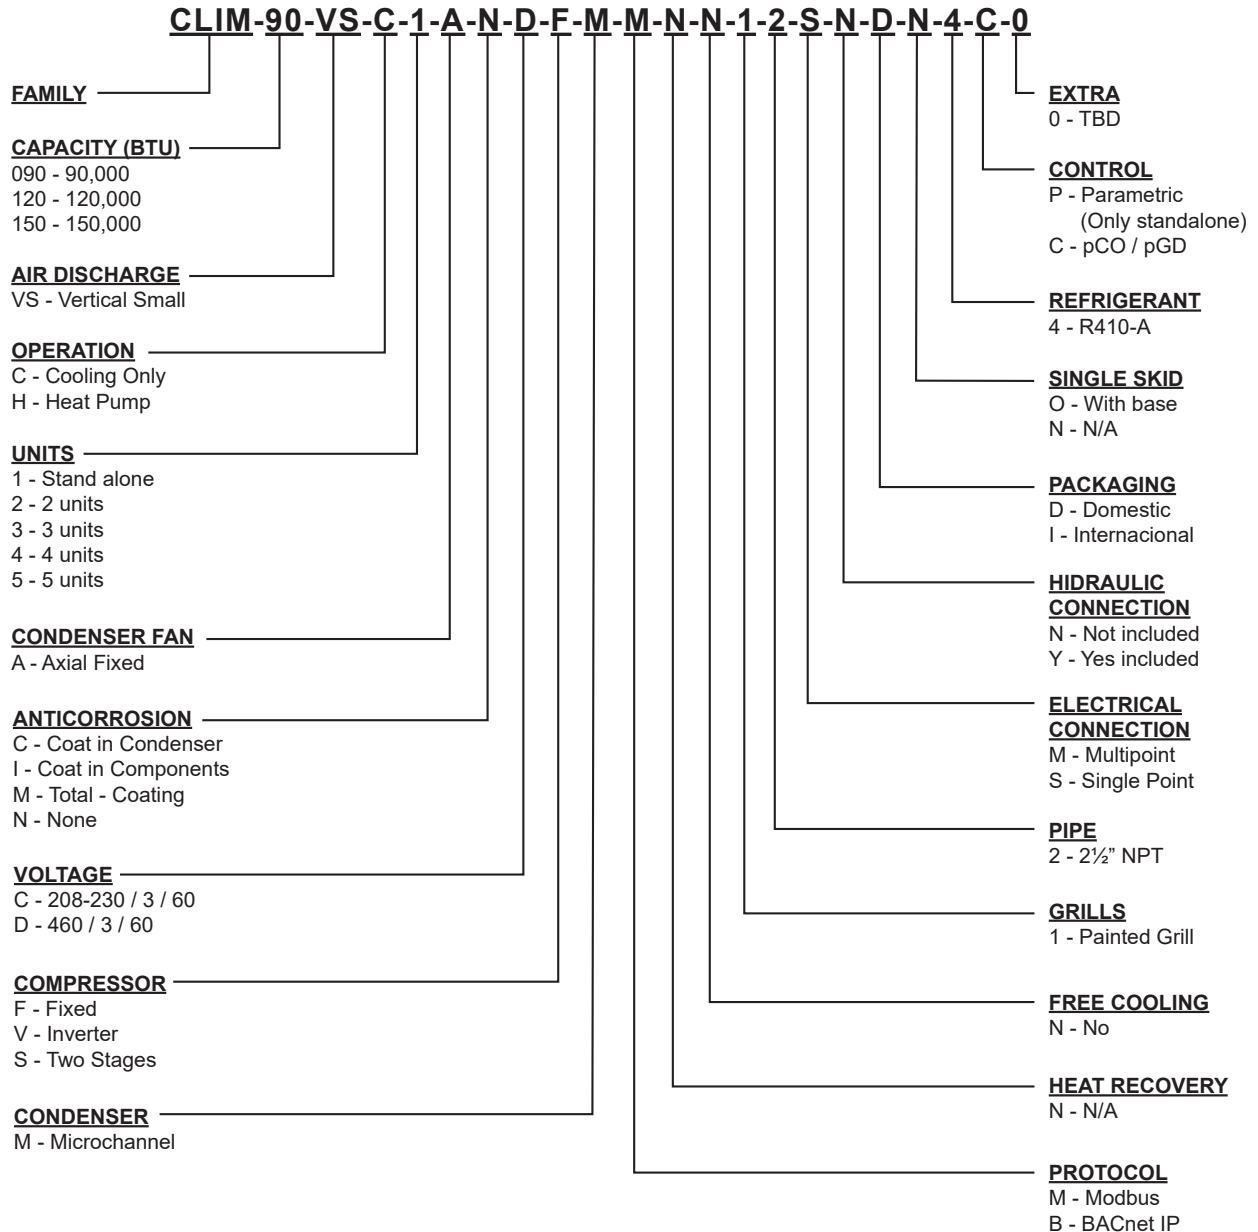 CLIM-90-VS-C-1-A-N-D-F-M-M-N-N-1-2-S-N-D-N-4-C-0
FAMILY
CAPACITY (BTU)
090 - 90,000
120 - 120,000
150 - 150,000
AIR DISCHARGE
VS - Vertical Small
OPERATION
C - Cooling Only
H - Heat Pump
UNITS
1 - Stand alone
2 - 2 units
3 - 3 units
4 - 4 units
5 - 5 units
CONDENSER FAN
A - Axial Fixed
ANTICORROSION
C - Coat in Condenser
I - Coat in Components
M - Total - Coating
N - None
VOLTAGE
C - 208-230 / 3 / 60
D - 460 / 3 / 60
COMPRESSOR
F - Fixed
V - Inverter
S - Two Stages
CONDENSER
M - Microchannel
EXTRA
0 - TBD
CONTROL
P - Parametric
(Only standalone)
C - pCO / pGD
REFRIGERANT
4 - R410-A
SINGLE SKID
O - With base
N - N/A
PACKAGING
D - Domestic
I - Internacional
HIDRAULIC
CONNECTION
N - Not included
Y - Yes included
ELECTRICAL
CONNECTION
M - Multipoint
S - Single Point
PIPE
2 - 2½” NPT
GRILLS
1 - Painted Grill
FREE COOLING
N - No
HEAT RECOVERY
N - N/A
PROTOCOL
M - Modbus
B - BACnet IP